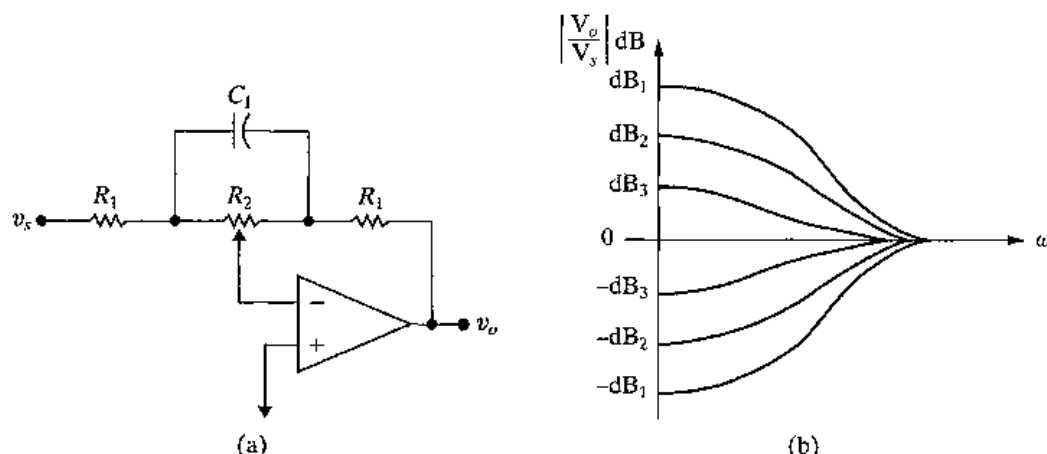 C₁
R₁
R₂
R₁
vₛ
−
+
vₒ
(a)
|Vₒ/Vₛ| dB
dB₁
dB₂
dB₃
0
ω
−dB₃
−dB₂
−dB₁
(b)